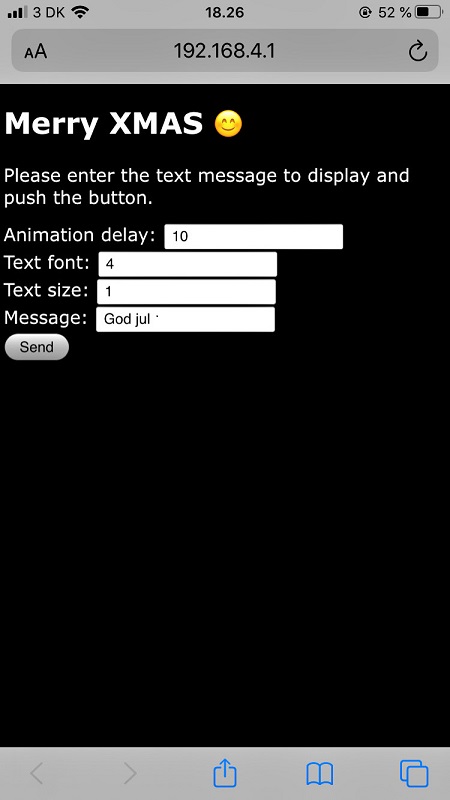 3 DK 18.26 52 %
AA 192.168.4.1
Merry XMAS 😊
Please enter the text message to display and
push the button.
Animation delay: 10
Text font: 4
Text size: 1
Message: God jul
Send